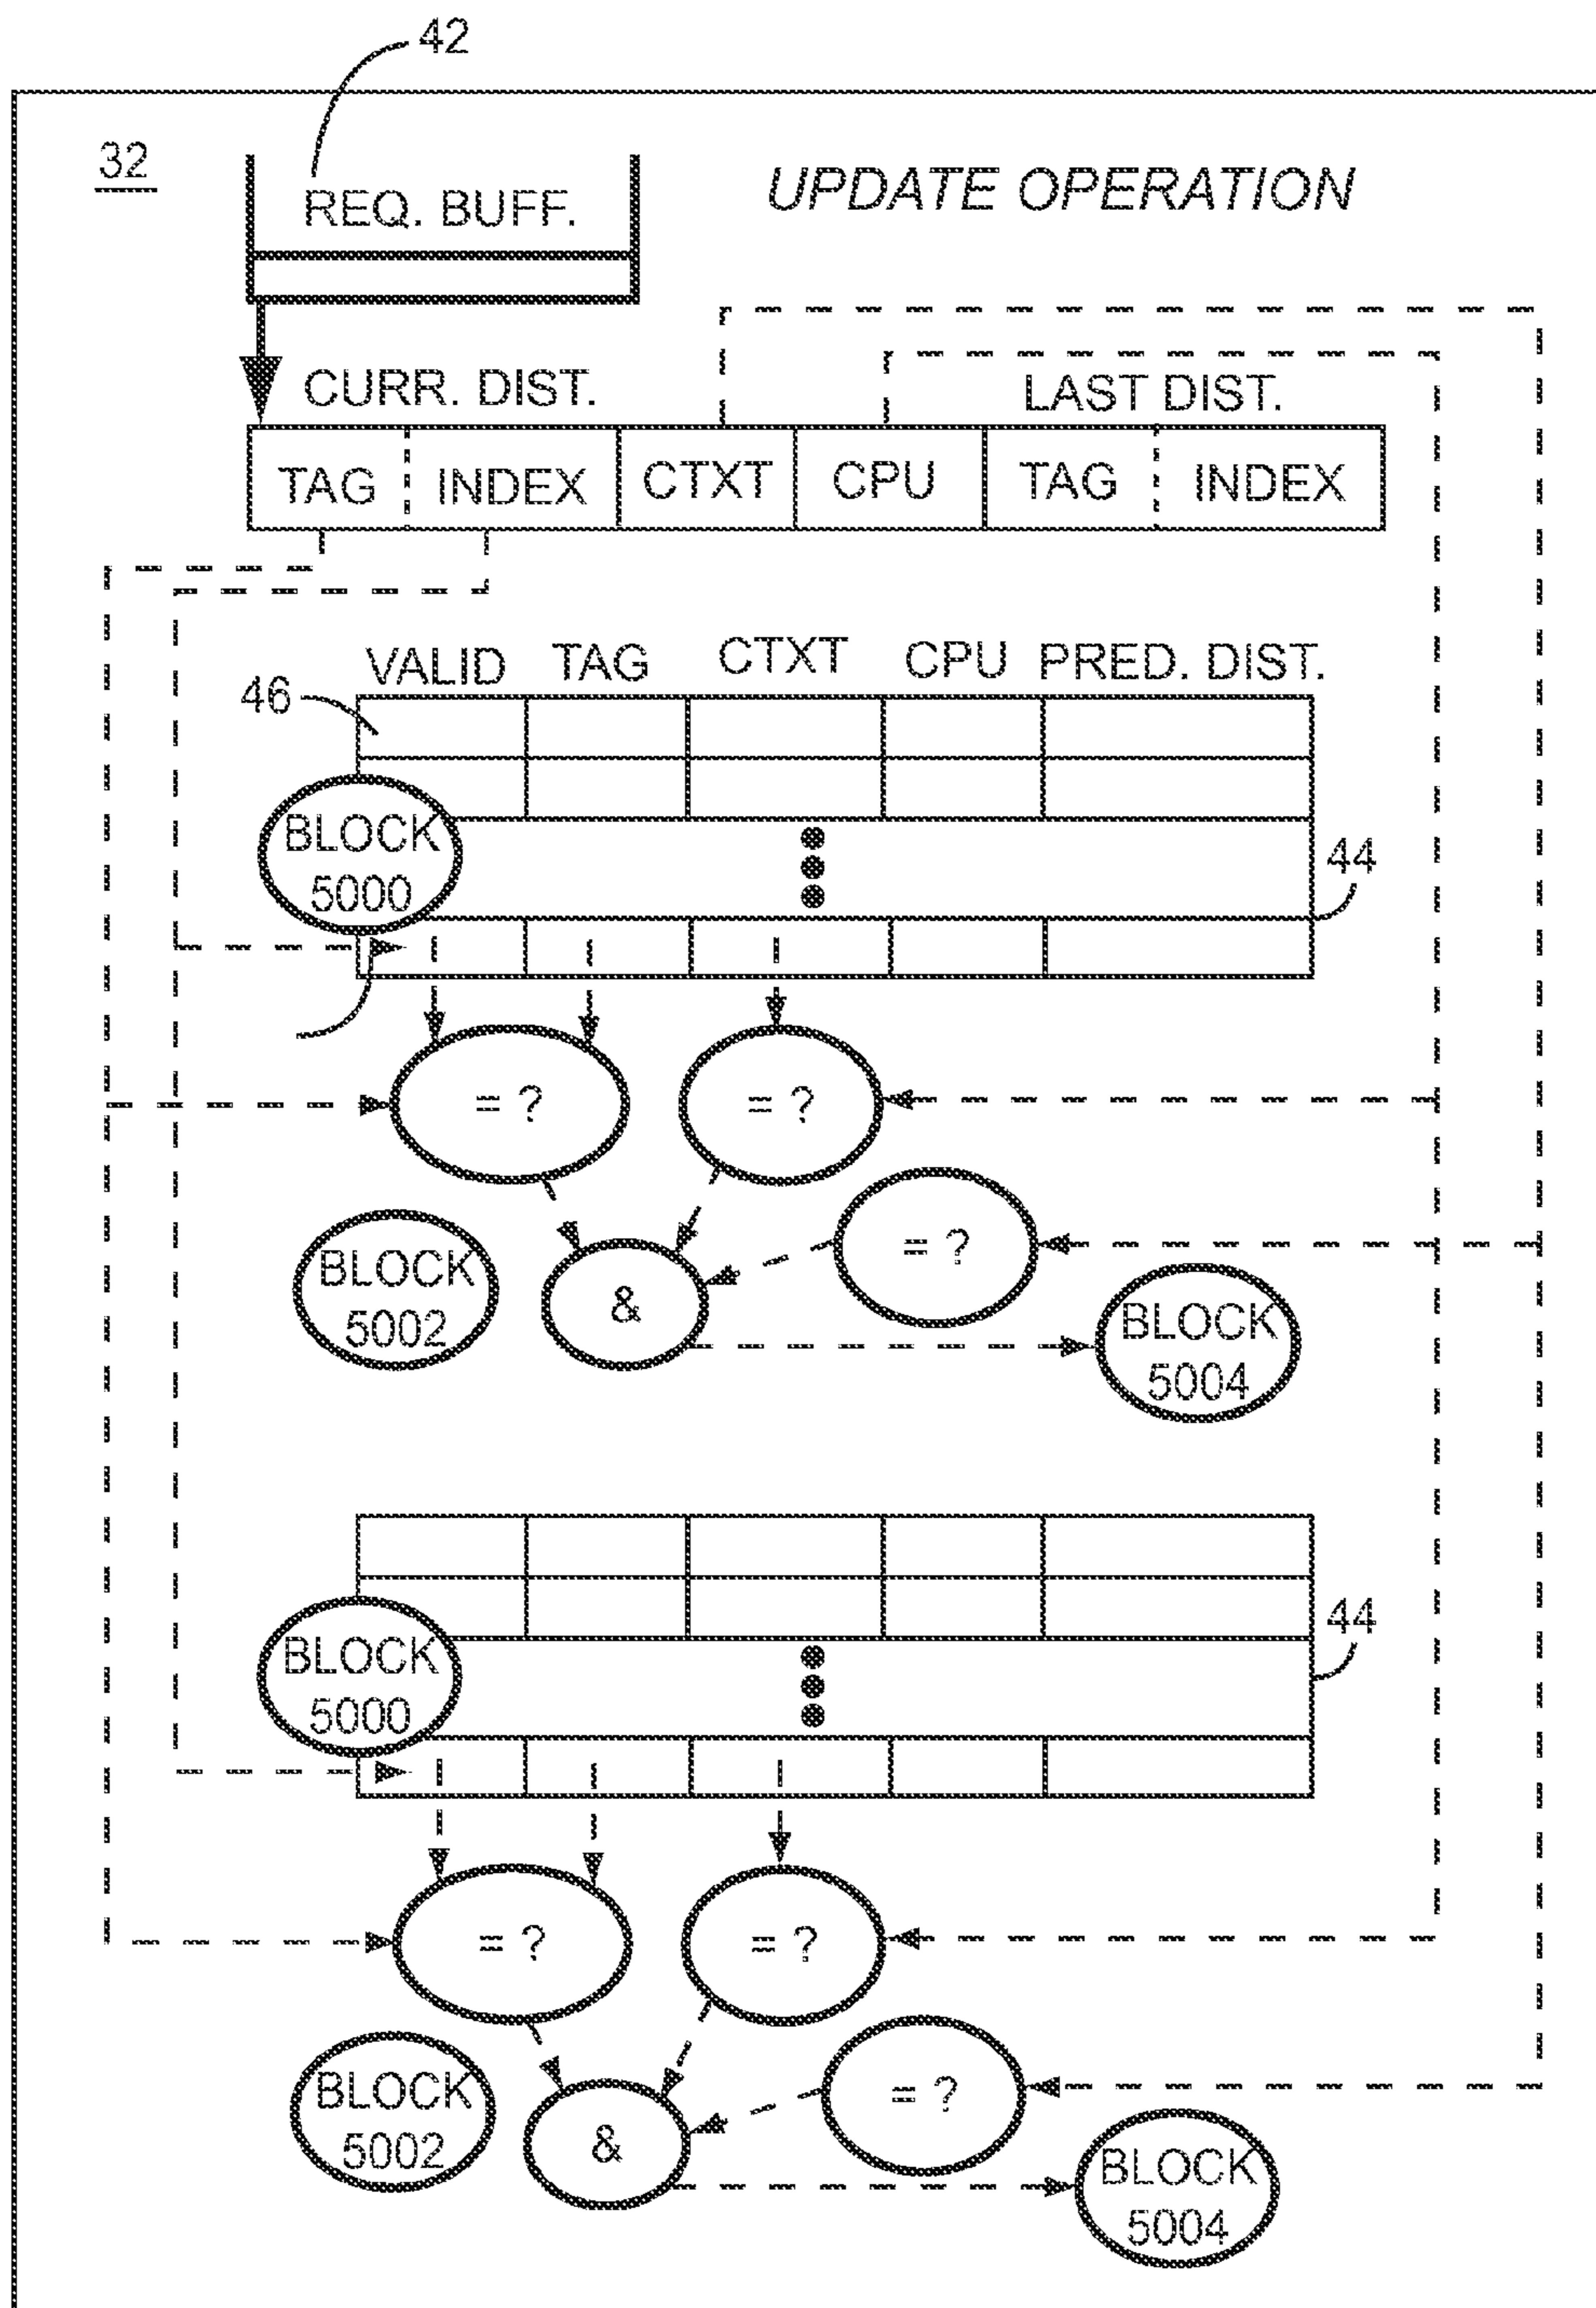 42
32
REQ. BUFF.
UPDATE OPERATION
CURR. DIST.
LAST DIST.
TAG INDEX CTXT CPU TAG INDEX
VALID TAG CTXT CPU PRED. DIST.
46
BLOCK
5000
44
= ?
= ?
= ?
BLOCK
5002
&
BLOCK
5004
44
BLOCK
5000
= ?
= ?
= ?
BLOCK
5002
&
BLOCK
5004